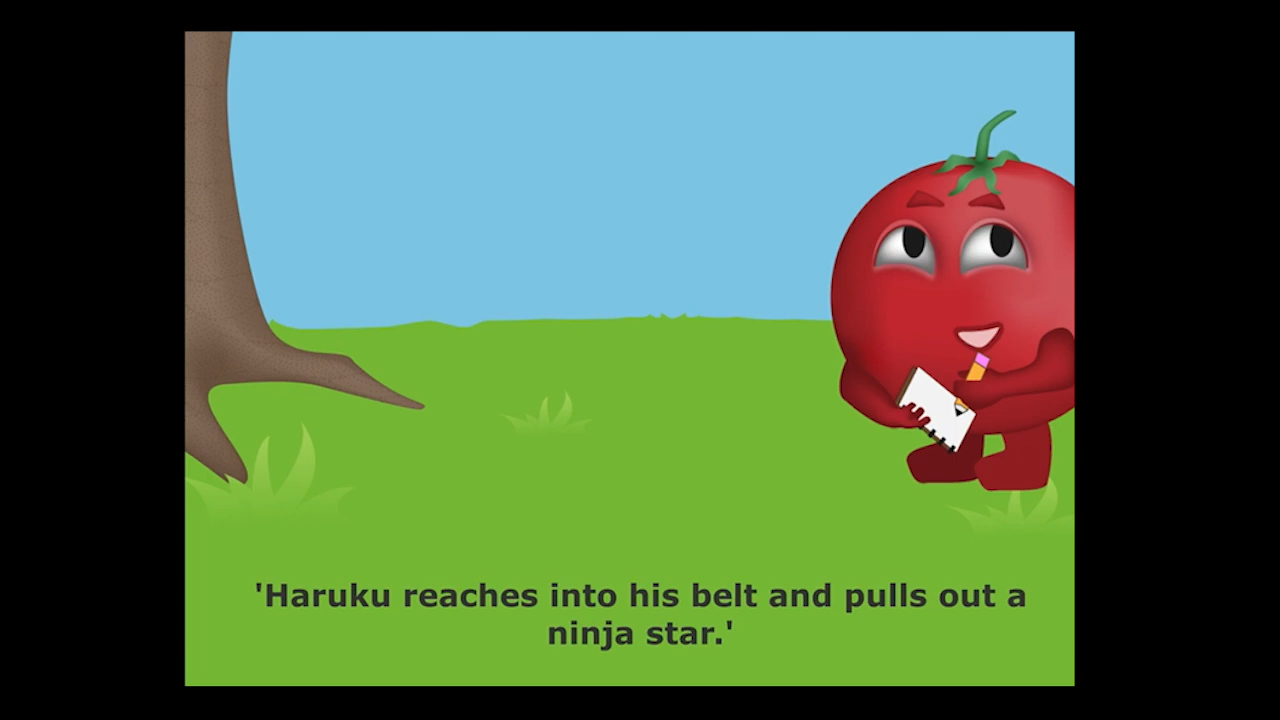 'Haruku reaches into his belt and pulls out a
ninja star.'